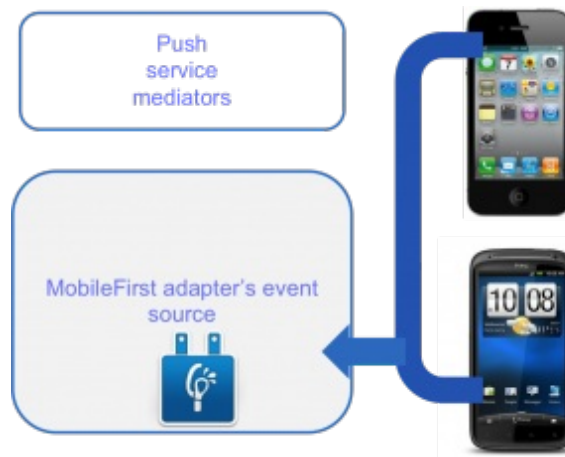 Push
service
mediators
MobileFirst adapter's event
source
10 08